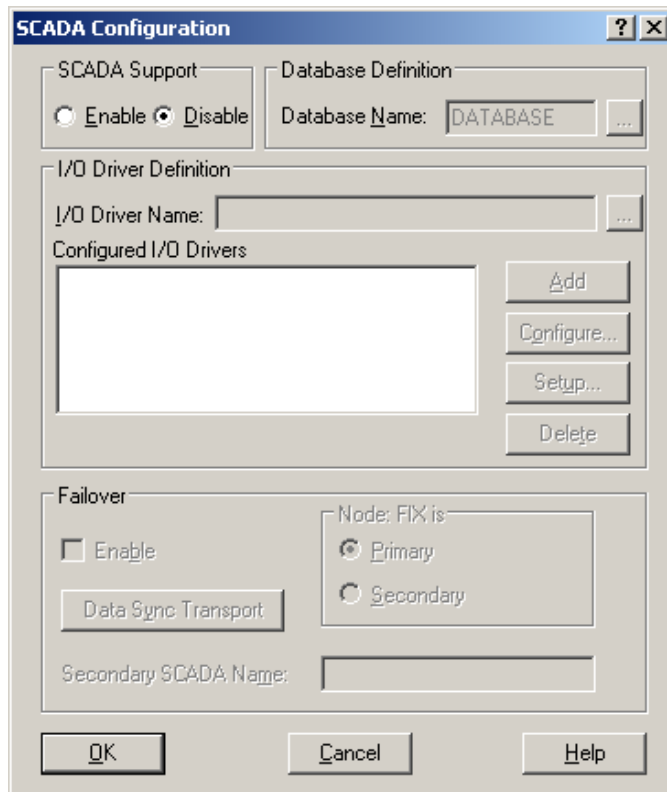 SCADA Configuration
SCADA Support
Enable Disable
Database Definition
Database Name: DATABASE ...
I/O Driver Definition
I/O Driver Name: ...
Configured I/O Drivers
Add
Configure...
Setup...
Delete
Failover
Enable
Data Sync Transport
Node: FIX is
Primary
Secondary
Secondary SCADA Name:
OK Cancel Help